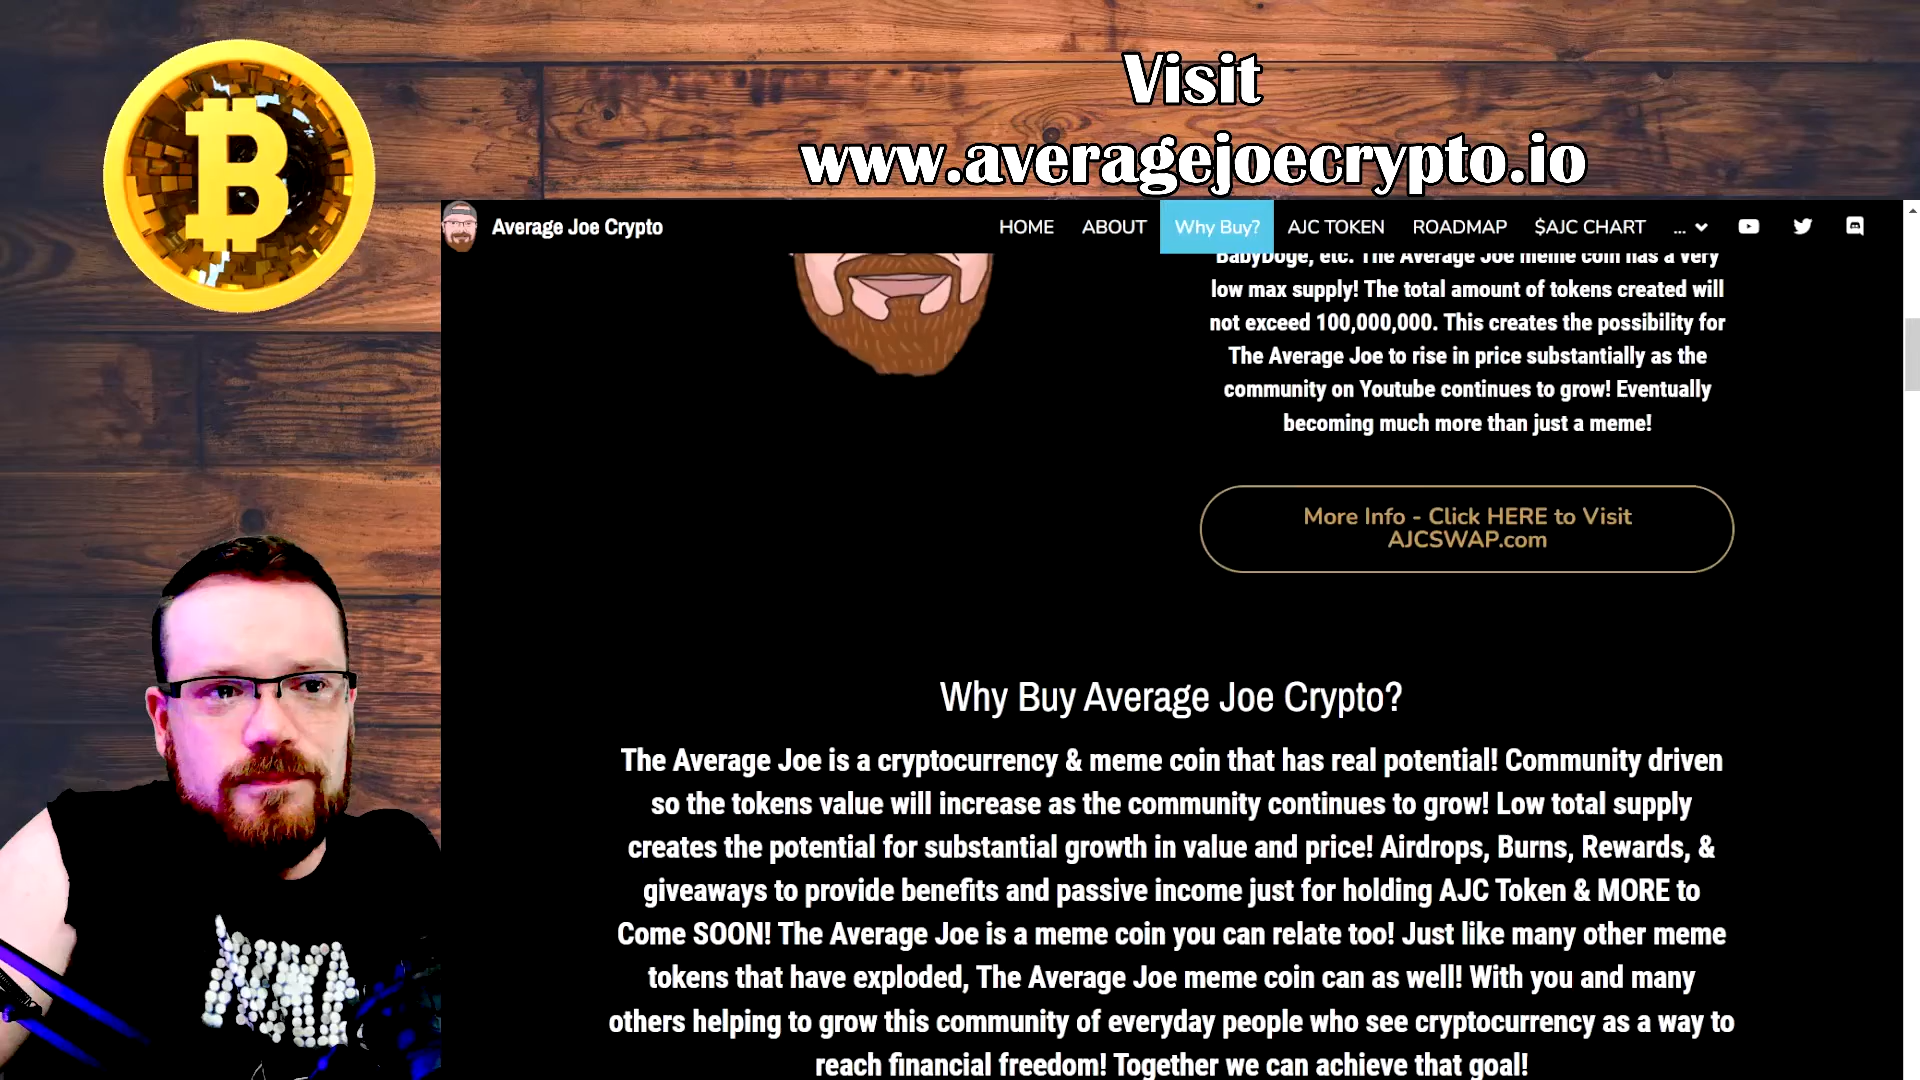 Visit
www.averagejoecrypto.io
Average Joe Crypto HOME ABOUT Why Buy? AJC TOKEN ROADMAP $AJC CHART ...
BabyDoge, etc. The Average Joe meme coin has a very
low max supply! The total amount of tokens created will
not exceed 100,000,000. This creates the possibility for
The Average Joe to rise in price substantially as the
community on Youtube continues to grow! Eventually
becoming much more than just a meme!
More Info - Click HERE to Visit
AJCSWAP.com
Why Buy Average Joe Crypto?
The Average Joe is a cryptocurrency & meme coin that has real potential! Community driven
so the tokens value will increase as the community continues to grow! Low total supply
creates the potential for substantial growth in value and price! Airdrops, Burns, Rewards, &
giveaways to provide benefits and passive income just for holding AJC Token & MORE to
Come SOON! The Average Joe is a meme coin you can relate too! Just like many other meme
tokens that have exploded, The Average Joe meme coin can as well! With you and many
others helping to grow this community of everyday people who see cryptocurrency as a way to
reach financial freedom! Together we can achieve that goal!